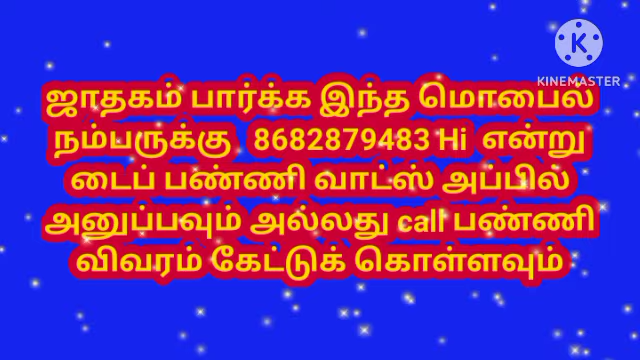 KINEMASTER
ஜாதகம் பார்க்க இந்த மொபைல்
நம்பருக்கு 8682879483 Hi என்று
டைப் பண்ணி வாட்ஸ் அப்பில்
அனுப்பவும் அல்லது call பண்ணி
விவரம் கேட்டுக் கொள்ளவும்